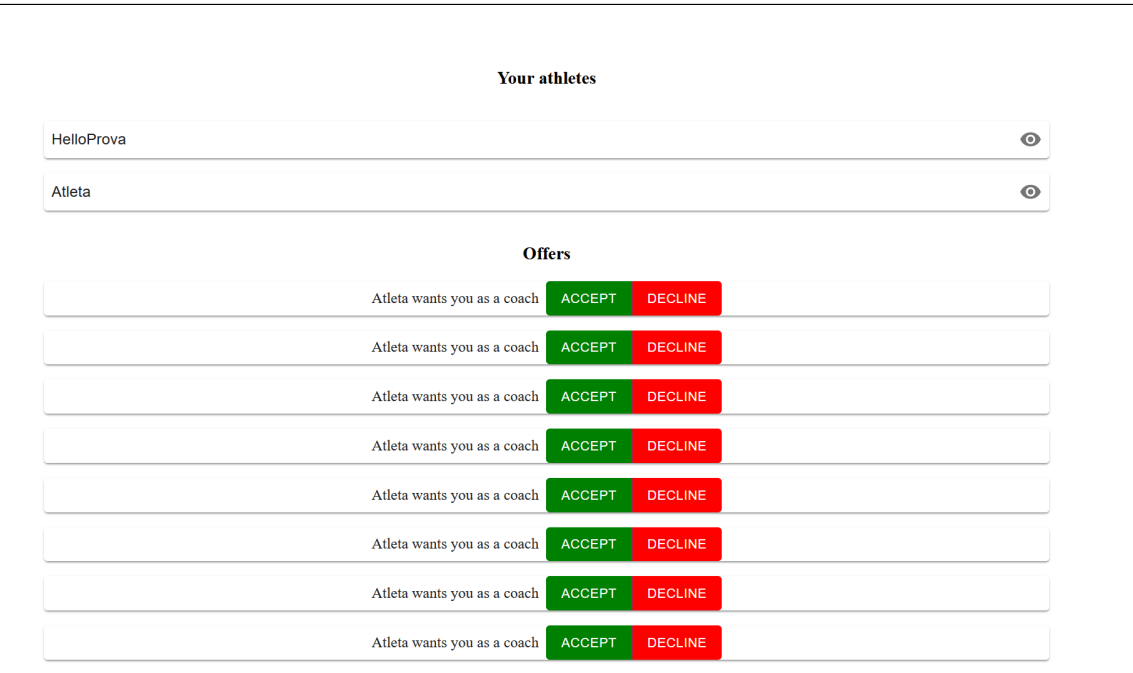 Your athletes
HelloProva
Atleta
Offers
Atleta wants you as a coach ACCEPT DECLINE
Atleta wants you as a coach ACCEPT DECLINE
Atleta wants you as a coach ACCEPT DECLINE
Atleta wants you as a coach ACCEPT DECLINE
Atleta wants you as a coach ACCEPT DECLINE
Atleta wants you as a coach ACCEPT DECLINE
Atleta wants you as a coach ACCEPT DECLINE
Atleta wants you as a coach ACCEPT DECLINE